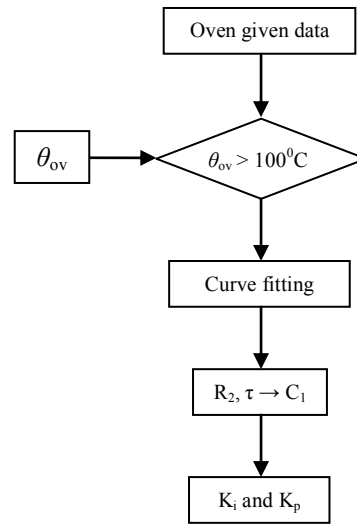 Oven given data
θov
θov > 100⁰C
Curve fitting
R₂, τ → C₁
Kᵢ and Kₚ